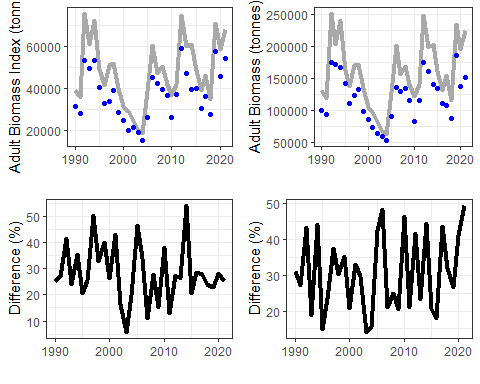 Adult Biomass Index (tonn
60000
40000
20000
1990 2000 2010 2020
Adult Biomass (tonnes)
250000
200000
150000
100000
50000
1990 2000 2010 2020
Difference (%)
50
40
30
20
10
1990 2000 2010 2020
Difference (%)
50
40
30
20
1990 2000 2010 2020